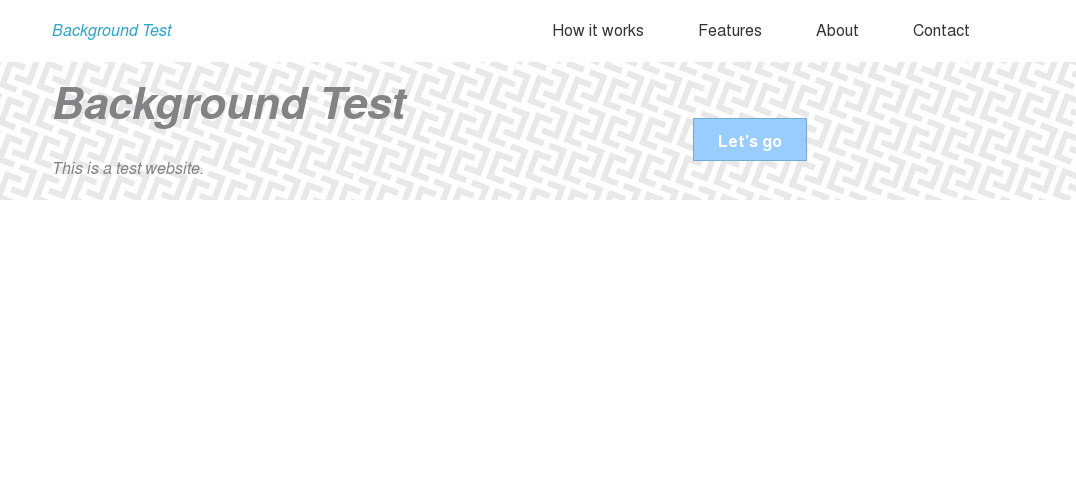 Background Test
How it works
Features
About
Contact
Background Test
This is a test website.
Let's go